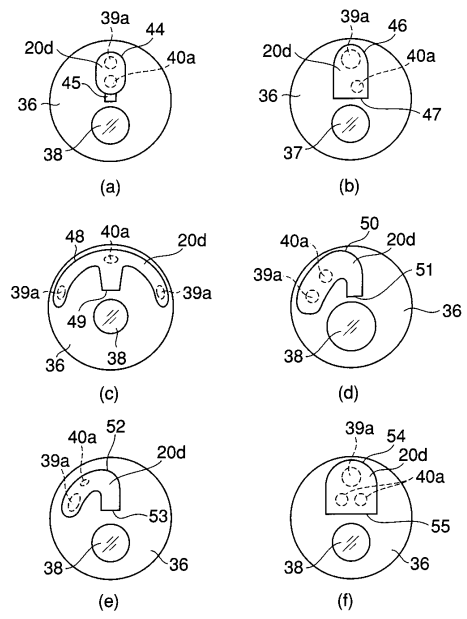 39a 44
20d
40a
45
36
38
(a)
39a 46
20d
40a
36
47
37
(b)
48 40a 20d
39a 39a
49
36 38
(c)
50
40a 20d
39a 51
36
38
(d)
52
40a 20d
39a
53
38 36
(e)
39a 54
20d
40a
55
38 36
(f)